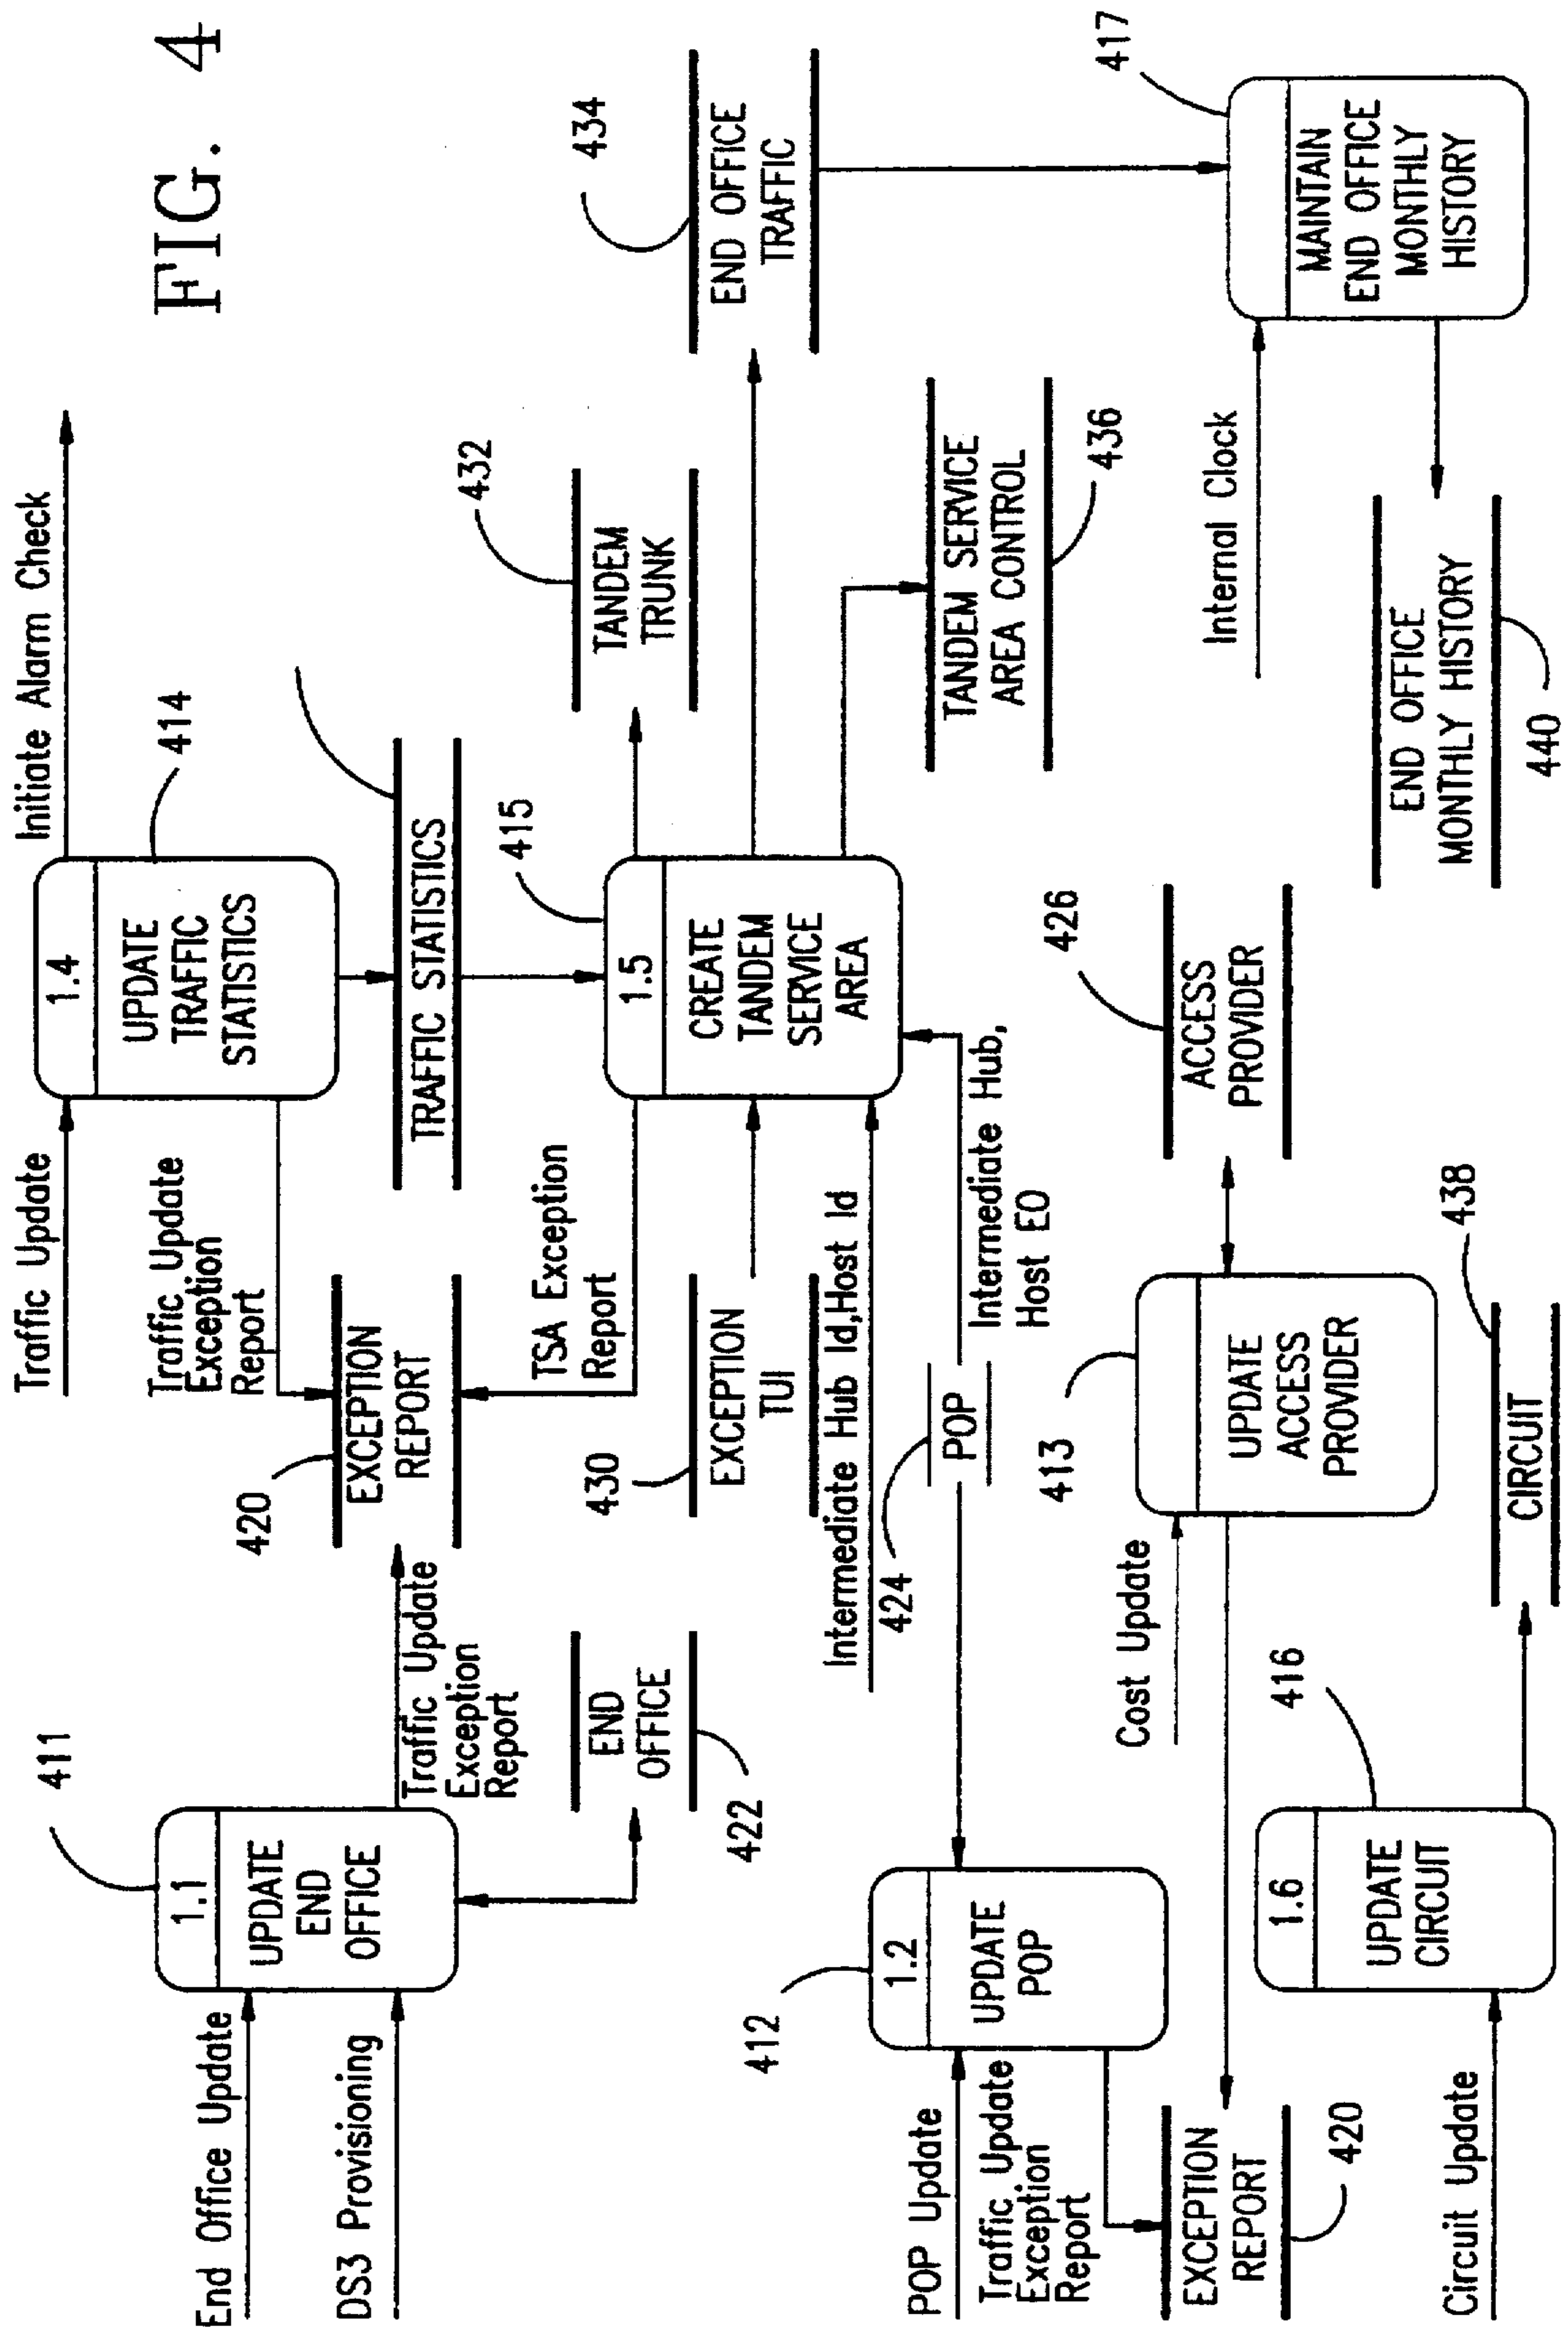 FIG. 4
End Office Update
DS3 Provisioning
411
1.1
UPDATE
END
OFFICE
Traffic Update
Exception
Report
END
OFFICE
422
Traffic Update
Traffic Update
Exception
Report
420
EXCEPTION
REPORT
Initiate Alarm Check
414
1.4
UPDATE
TRAFFIC
STATISTICS
TRAFFIC STATISTICS
TSA Exception
Report
430
EXCEPTION
TUI
Intermediate Hub Id,Host Id
415
1.5
CREATE
TANDEM
SERVICE
AREA
432
TANDEM
TRUNK
434
END OFFICE
TRAFFIC
TANDEM SERVICE
AREA CONTROL
436
424
POP
Intermediate Hub,
Host EO
412
1.2
UPDATE
POP
POP Update
Traffic Update
Exception
Report
EXCEPTION
REPORT
420
Cost Update
413
UPDATE
ACCESS
PROVIDER
426
ACCESS
PROVIDER
Circuit Update
416
1.6
UPDATE
CIRCUIT
438
CIRCUIT
Internal Clock
417
MAINTAIN
END OFFICE
MONTHLY
HISTORY
END OFFICE
MONTHLY HISTORY
440